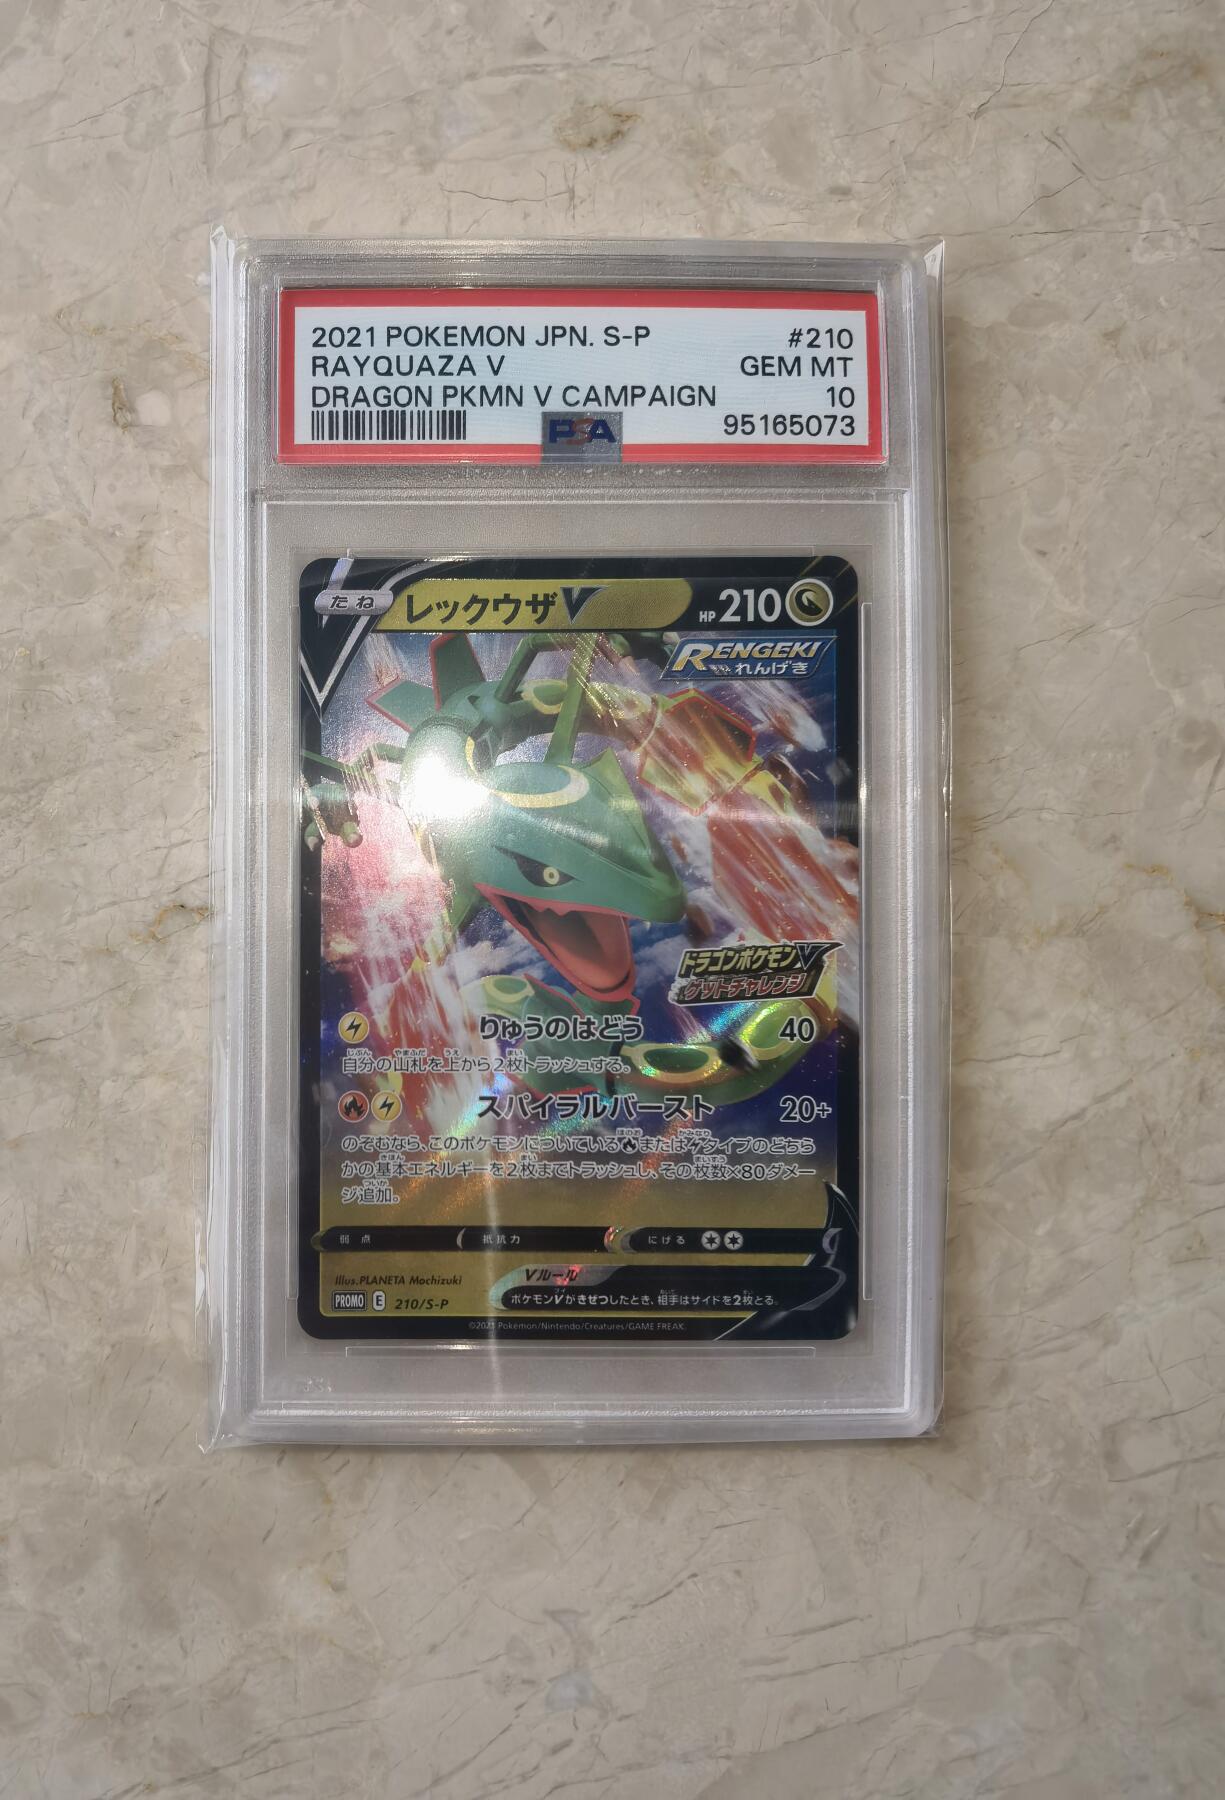 2021 POKEMON JPN. S-P #210
RAYQUAZA V GEM MT
DRAGON PKMN V CAMPAIGN 10
PSA 95165073
たね レックウザV HP 210
RENGEKI
れんげき
ドラゴンポケモンV
ゲットチャレンジ
りゅうのはどう 40
自分の山札を上から2枚トラッシュする。
スパイラルバースト 20+
のぞむなら、このポケモンについている またはタイプのどちら
かの基本エネルギーを2枚までトラッシュし、その枚数×80ダメー
ジ追加。
弱点 抵抗力 にげる
Illus.PLANETA Mochizuki Vルール
PROMO E 210/S-P ポケモンVがきぜつしたとき、相手はサイドを2枚とる。
©2021 Pokémon/Nintendo/Creatures/GAME FREAK.